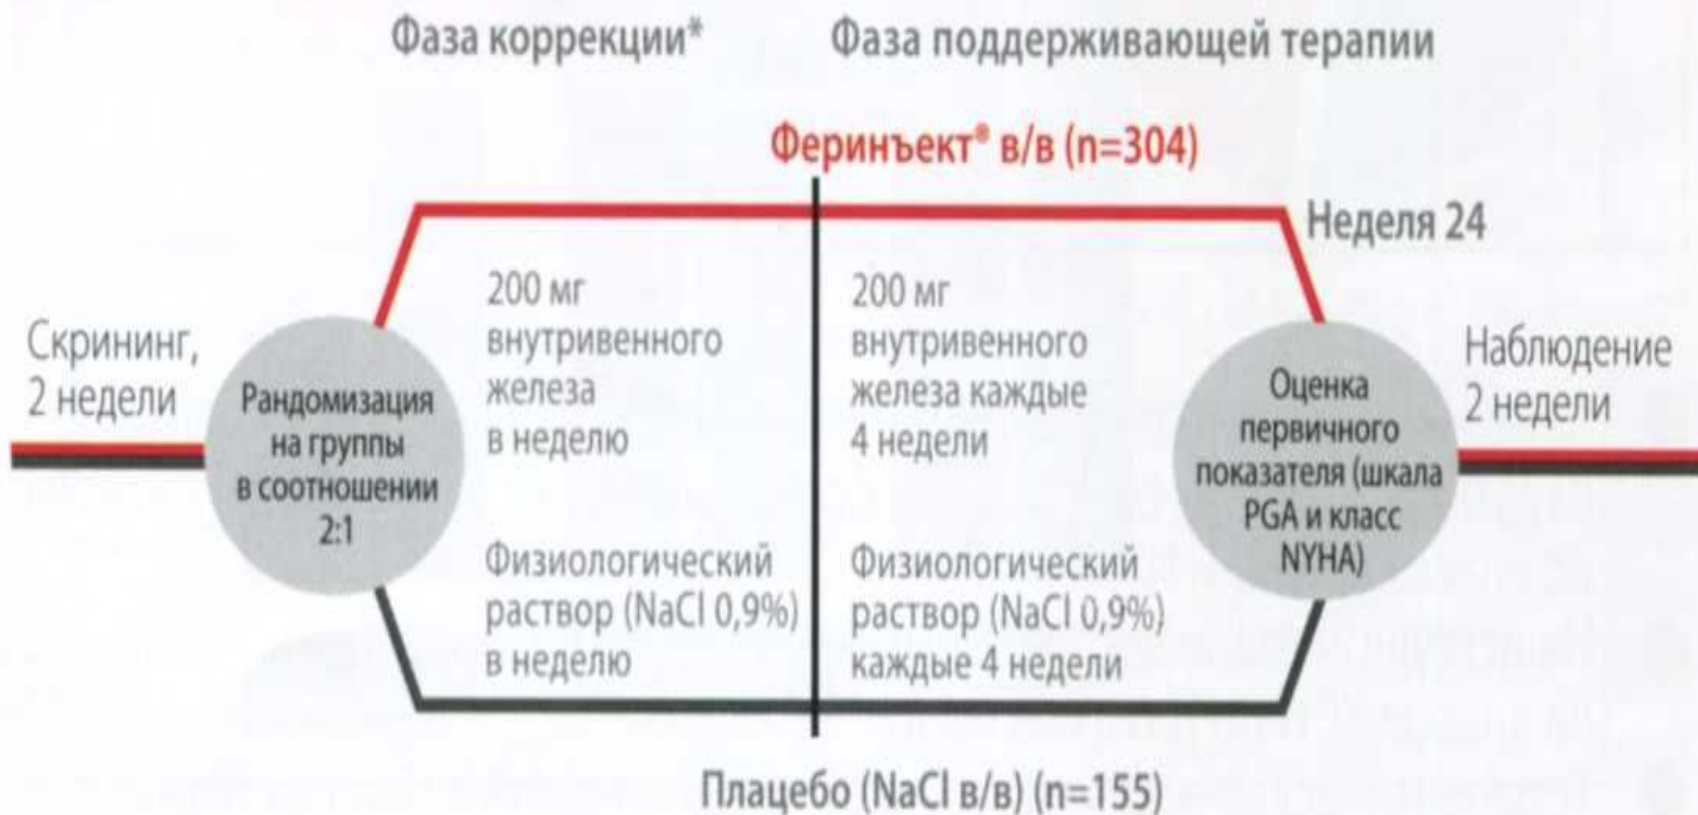 Фаза коррекции*
Фаза поддерживающей терапии
Феринъект® в/в (n=304)
Неделя 24
Скрининг,
2 недели
Рандомизация
на группы
в соотношении
2:1
200 мг
внутривенного
железа
в неделю
200 мг
внутривенного
железа каждые
4 недели
Оценка
первичного
показателя (шкала
PGA и класс
NYHA)
Наблюдение
2 недели
Физиологический
раствор (NaCl 0,9%)
в неделю
Физиологический
раствор (NaCl 0,9%)
каждые 4 недели
Плацебо (NaCl в/в) (n=155)